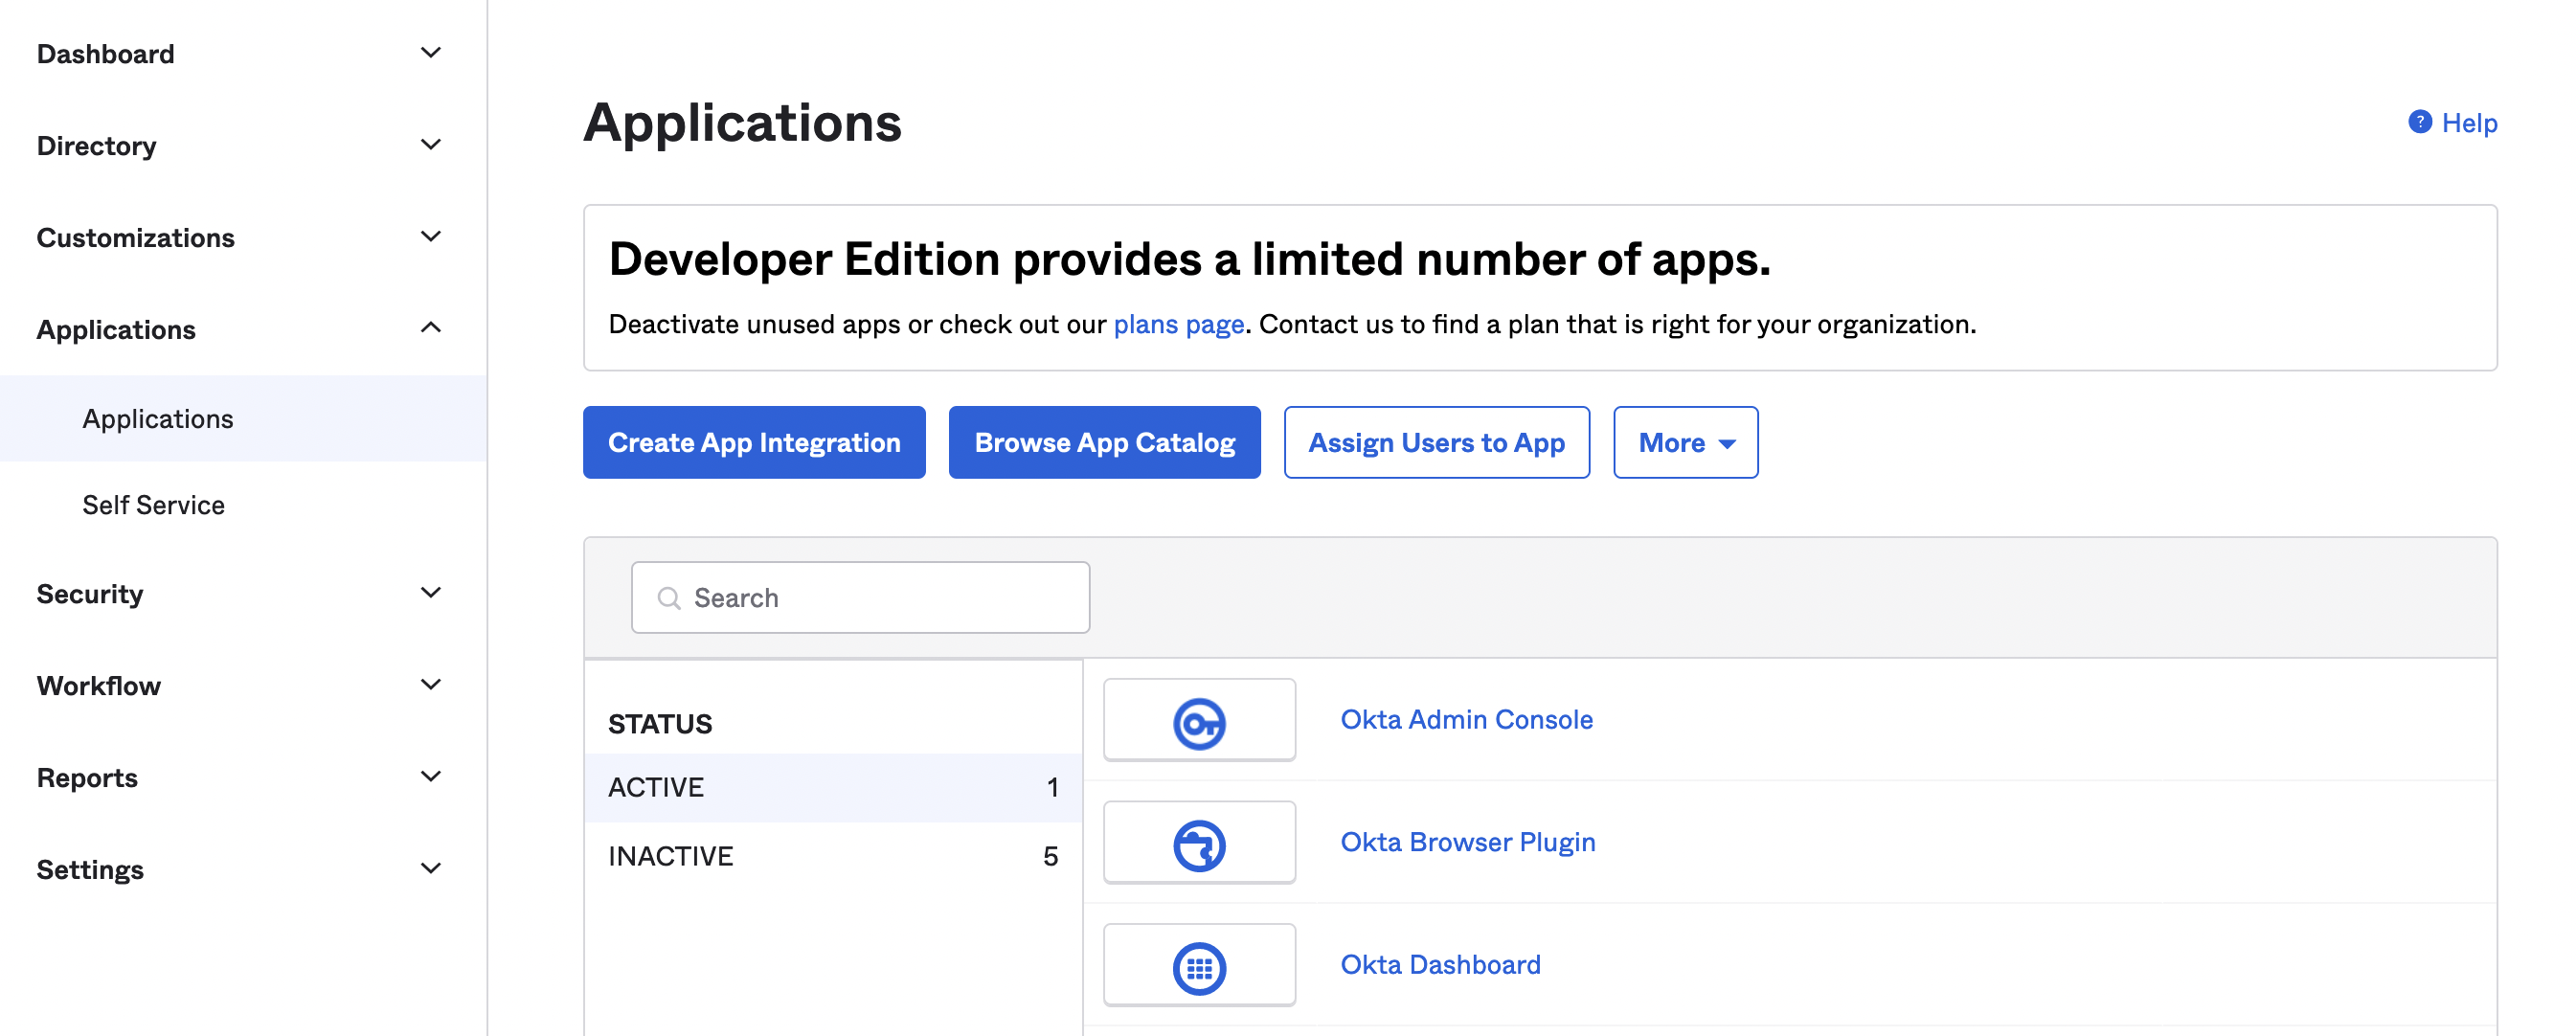 Dashboard
Directory
Customizations
Applications
Applications
Self Service
Security
Workflow
Reports
Settings
Applications
? Help
Developer Edition provides a limited number of apps.
Deactivate unused apps or check out our plans page. Contact us to find a plan that is right for your organization.
Create App Integration
Browse App Catalog
Assign Users to App
More
Search
STATUS
ACTIVE 1
INACTIVE 5
Okta Admin Console
Okta Browser Plugin
Okta Dashboard